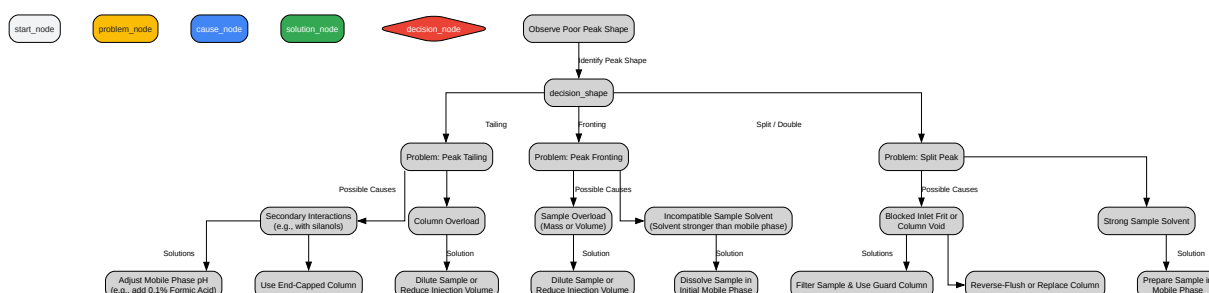 start_node
problem_node
cause_node
solution_node
decision_node
Observe Poor Peak Shape
Identify Peak Shape
decision_shape
Tailing
Fronting
Split / Double
Problem: Peak Tailing
Problem: Peak Fronting
Problem: Split Peak
Possible Causes
Possible Causes
Possible Causes
Secondary Interactions
(e.g., with silanols)
Column Overload
Sample Overload
(Mass or Volume)
Incompatible Sample Solvent
(Solvent stronger than mobile phase)
Blocked Inlet Frit or
Column Void
Strong Sample Solvent
Solutions
Solution
Solution
Solution
Solutions
Solution
Adjust Mobile Phase pH
(e.g., add 0.1% Formic Acid)
Use End-Capped Column
Dilute Sample or
Reduce Injection Volume
Dilute Sample or
Reduce Injection Volume
Dissolve Sample in
Initial Mobile Phase
Filter Sample & Use Guard Column
Reverse-Flush or Replace Column
Prepare Sample in
Mobile Phase